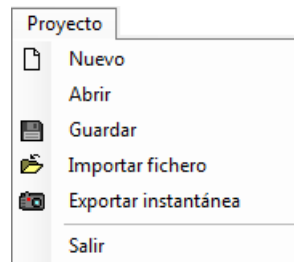 Proyecto
Nuevo
Abrir
Guardar
Importar fichero
Exportar instantánea
Salir